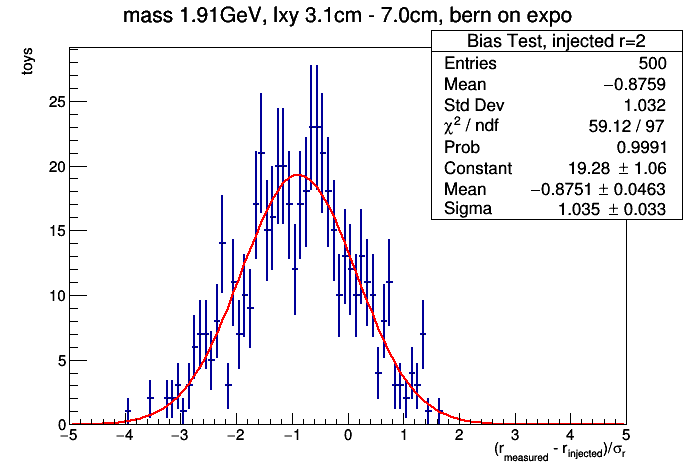 mass 1.91GeV, lxy 3.1cm - 7.0cm, bern on expo
Bias Test, injected r=2
Entries 500
Mean −0.8759
Std Dev 1.032
χ² / ndf 59.12 / 97
Prob 0.9991
Constant 19.28 ± 1.06
Mean −0.8751 ± 0.0463
Sigma 1.035 ± 0.033
toys
25
20
15
10
5
0
−5 −4 −3 −2 −1 0 1 2 3 4 5
(r_measured - r_injected)/σ_r